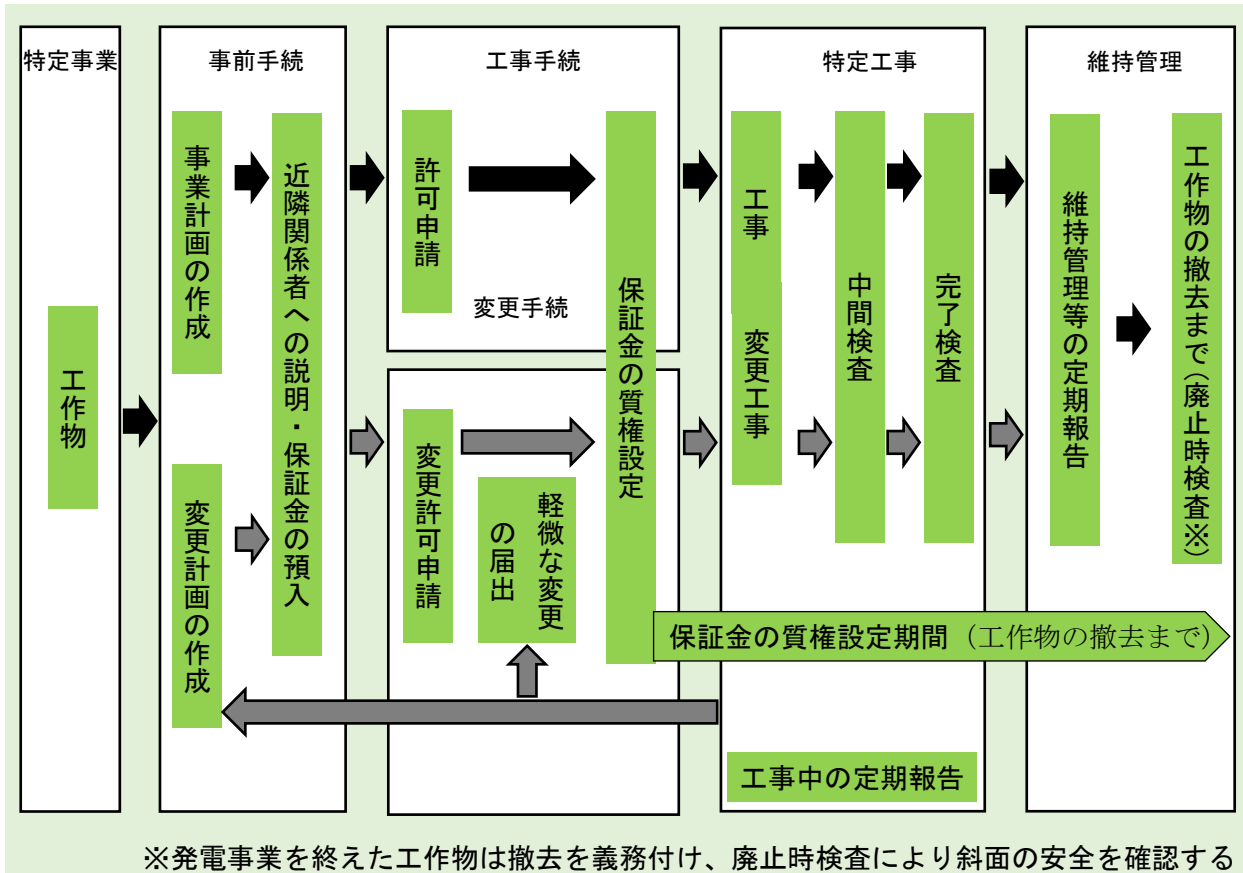 特定事業
工作物
事前手続
事業計画の作成
変更計画の作成
近隣関係者への説明・保証金の預入
工事手続
許可申請
変更手続
変更許可申請
軽微な変更
の届出
保証金の質権設定
特定工事
工事
変更工事
中間検査
完了検査
保証金の質権設定期間（工作物の撤去まで）
工事中の定期報告
維持管理
維持管理等の定期報告
工作物の撤去まで（廃止時検査※）
※発電事業を終えた工作物は撤去を義務付け、廃止時検査により斜面の安全を確認する